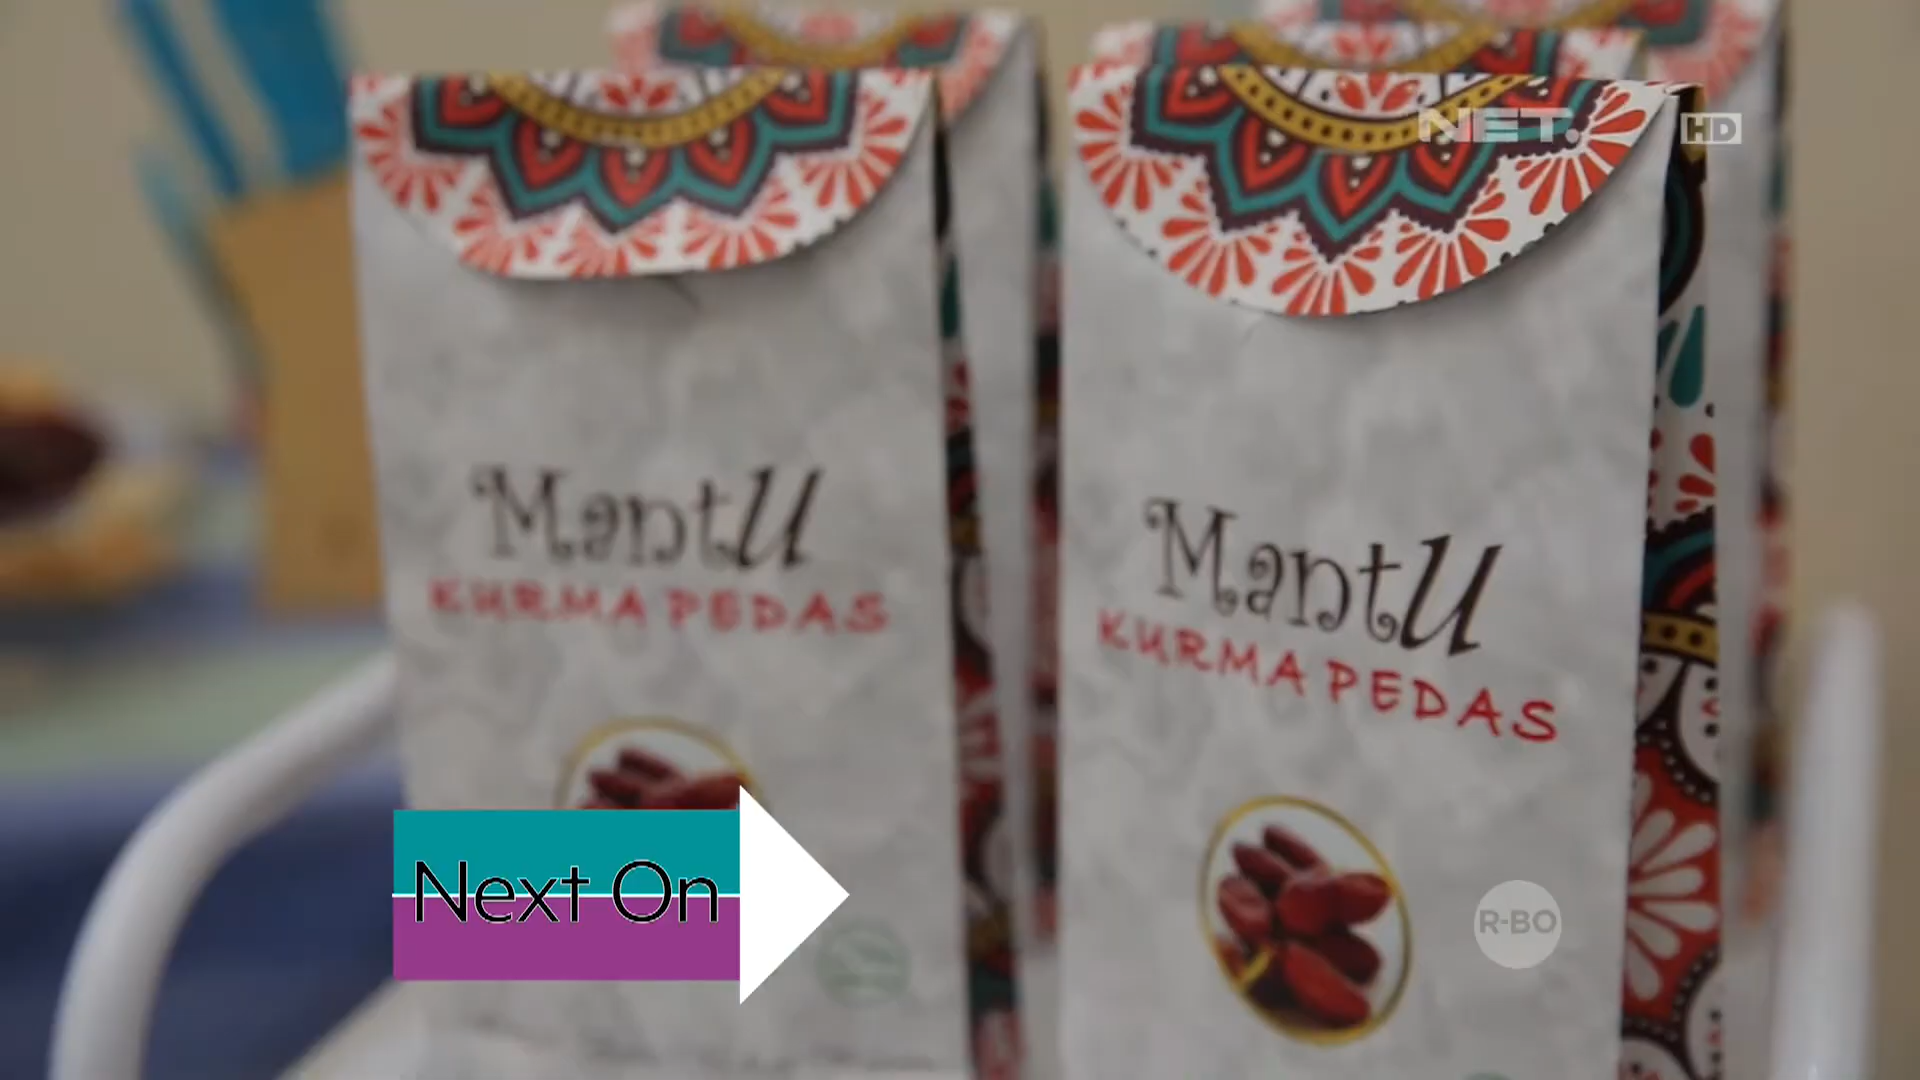 NET. HD
MantU
KURMA PEDAS
MantU
KURMA PEDAS
Next On
R-BO